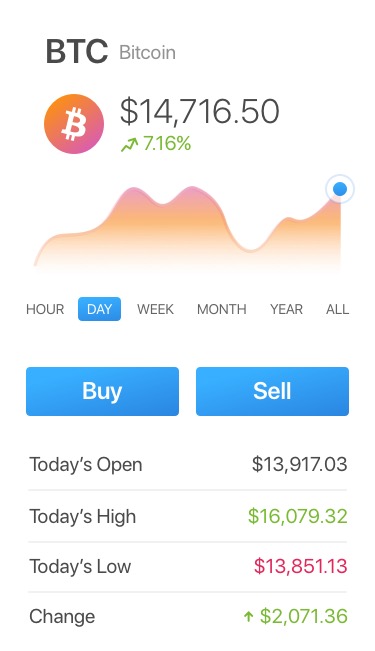 BTC Bitcoin
$14,716.50
7.16%
HOUR DAY WEEK MONTH YEAR ALL
Buy Sell
Today's Open $13,917.03
Today's High $16,079.32
Today's Low $13,851.13
Change $2,071.36